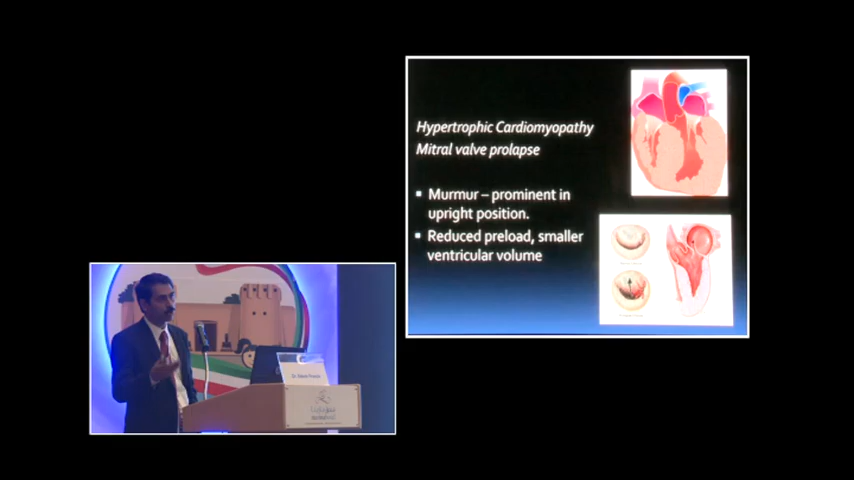 Hypertrophic Cardiomyopathy
Mitral valve prolapse
▪ Murmur – prominent in
upright position.
▪ Reduced preload, smaller
ventricular volume